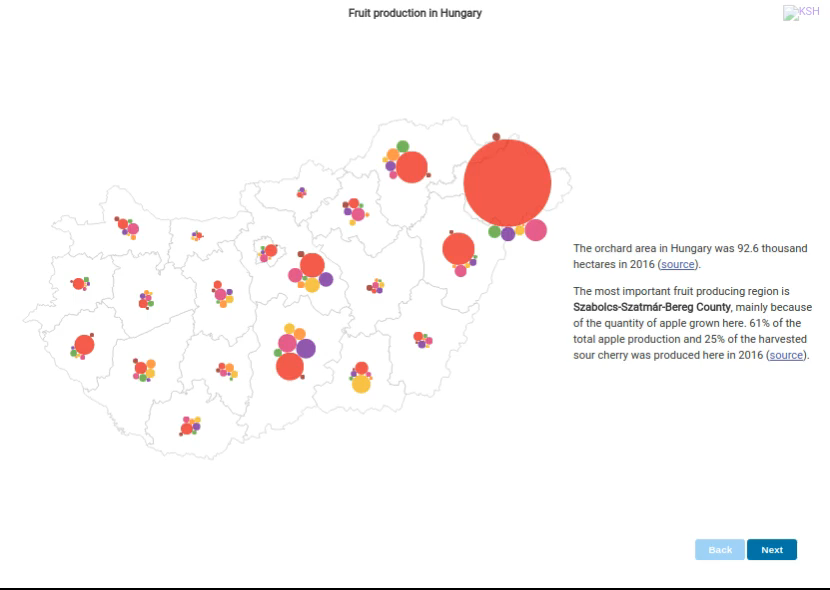 Fruit production in Hungary
KSH
The orchard area in Hungary was 92.6 thousand
hectares in 2016 (source).
The most important fruit producing region is
Szabolcs-Szatmár-Bereg County, mainly because
of the quantity of apple grown here. 61% of the
total apple production and 25% of the harvested
sour cherry was produced here in 2016 (source).
Back
Next